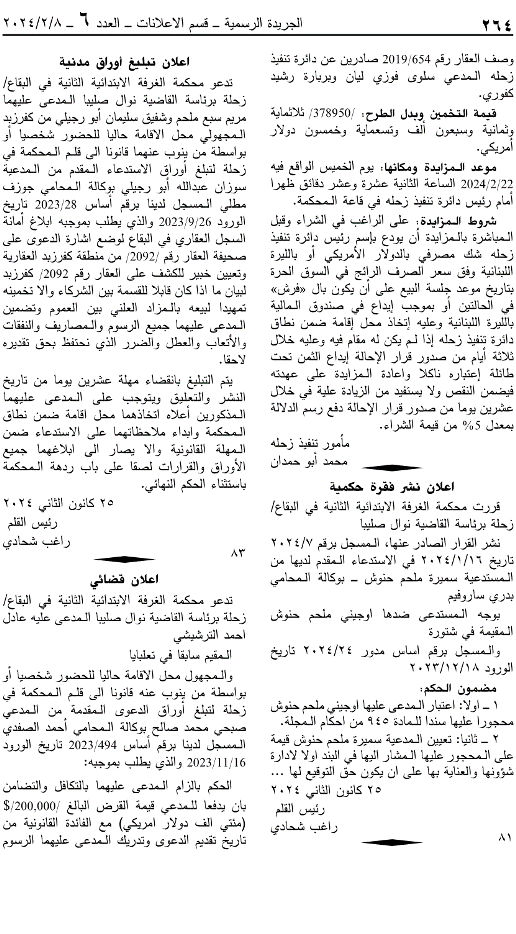 ٢٦٤
الجريدة الرسمية ــ قسم الاعلانات ــ العدد ٦ ــ ٢٠٢٤/٢/٨
وصف العقار رقم 2019/654 صادرين عن دائرة تنفيذ
زحله المدعي سلوى فوزي ليان وبربارة رشيد
كفوري.
قيمة التخمين وبدل الطرح: /378950/ ثلاثماية
وثمانية وسبعون ألف وتسعماية وخمسون دولار
أمريكي.
موعد المزايدة ومكانها: يوم الخميس الواقع فيه
2024/2/22 الساعة الثانية عشرة وعشر دقائق ظهرا
أمام رئيس دائرة تنفيذ زحله في قاعة المحكمة.
شروط المزايدة: على الراغب في الشراء وقبل
المباشرة بالمزايدة أن يودع بإسم رئيس دائرة تنفيذ
زحله شك مصرفي بالدولار الأمريكي أو بالليرة
اللبنانية وفق سعر الصرف الرائج في السوق الحرة
بتاريخ موعد جلسة البيع على أن يكون بال «فرش»
في الحالتين أو بموجب إيداع في صندوق المالية
بالليرة اللبنانية وعليه إتخاذ محل إقامة ضمن نطاق
دائرة تنفيذ زحله إذا لم يكن له مقام فيه وعليه خلال
ثلاثة أيام من صدور قرار الإحالة إيداع الثمن تحت
طائلة إعتباره ناكلا واعادة المزايدة على عهدته
فيضمن النقص ولا يستفيد من الزيادة علية في خلال
عشرين يوما من صدور قرار الإحالة دفع رسم الدلالة
بمعدل 5% من قيمة الشراء.
مأمور تنفيذ زحله
محمد أبو حمدان
اعلان نشر فقرة حكمية
قررت محكمة الغرفة الابتدائية الثانية في البقاع/
زحلة برئاسة القاضية نوال صليبا
نشر القرار الصادر عنها، المسجل برقم ٢٠٢٤/٧
تاريخ ٢٠٢٤/١/١٦ في الاستدعاء المقدم لديها من
المستدعية سميرة ملحم حنوش ــ بوكالة المحامي
بدري ساروفيم
بوجه المستدعى ضدها اوجيني ملحم حنوش
المقيمة في شتورة
والمسجل برقم اساس مدور ٢٠٢٤/٢٤ تاريخ
الورود ٢٠٢٣/١٢/١٨
مضمون الحكم:
١ ــ اولا: اعتبار المدعى عليها اوجيني ملحم حنوش
محجورا عليها سندا للمادة ٩٤٥ من احكام المجلة.
٢ ــ ثانيا: تعيين المدعية سميرة ملحم حنوش قيمة
على المحجور عليها المشار اليها في البند اولا لادارة
شؤونها والعناية بها على ان يكون حق التوقيع لها ...
٢٥ كانون الثاني ٢٠٢٤
رئيس القلم
راغب شحادي
٨١
اعلان تبليغ أوراق مدنية
تدعو محكمة الغرفة الابتدائية الثانية في البقاع/
زحلة برئاسة القاضية نوال صليبا المدعى عليهما
مريم سبع ملحم وشفيق سليمان أبو رجيلي من كفرزبد
المجهولي محل الاقامة حاليا للحضور شخصيا أو
بواسطة من ينوب عنهما قانونا الى قلم المحكمة في
زحلة لتبلغ أوراق الاستدعاء المقدم من المدعية
سوزان عبدالله أبو رجيلي بوكالة المحامي جوزف
مطلي المسجل لدينا برقم أساس 2023/28 تاريخ
الورود 2023/9/26 والذي يطلب بموجبه ابلاغ أمانة
السجل العقاري في البقاع لوضع اشارة الدعوى على
صحيفة العقار رقم /2092/ من منطقة كفرزبد العقارية
وتعيين خبير للكشف على العقار رقم 2092/ كفرزبد
لبيان ما اذا كان قابلا للقسمة بين الشركاء والا تخمينه
تمهيدا لبيعه بالمزاد العلني بين العموم وتضمين
المدعى عليهما جميع الرسوم والمصاريف والنفقات
والأتعاب والعطل والضرر الذي نحتفظ بحق تقديره
لاحقا.
يتم التبليغ بانقضاء مهلة عشرين يوما من تاريخ
النشر والتعليق ويتوجب على المدعى عليهما
المذكورين أعلاه اتخاذهما محل اقامة ضمن نطاق
المحكمة وابداء ملاحظاتهما على الاستدعاء ضمن
المهلة القانونية والا يصار الى ابلاغهما جميع
الأوراق والقرارات لصقا على باب ردهة المحكمة
باستثناء الحكم النهائي.
٢٥ كانون الثاني ٢٠٢٤
رئيس القلم
راغب شحادي
٨٣
اعلان قضائي
تدعو محكمة الغرفة الابتدائية الثانية في البقاع/
زحلة برئاسة القاضية نوال صليبا المدعى عليه عادل
احمد الترشيشي
المقيم سابقا في تعلبايا
والمجهول محل الاقامة حاليا للحضور شخصيا أو
بواسطة من ينوب عنه قانونا الى قلم المحكمة في
زحلة لتبلغ أوراق الدعوى المقدمة من المدعي
صبحي محمد صالح بوكالة المحامي أحمد الصفدي
المسجل لدينا برقم أساس 2023/494 تاريخ الورود
2023/11/16 والذي يطلب بموجبه:
الحكم بالزام المدعى عليهما بالتكافل والتضامن
بان يدفعا للمدعي قيمة القرض البالغ /200,000/$
(مئتي الف دولار امريكي) مع الفائدة القانونية من
تاريخ تقديم الدعوى وتدريك المدعى عليهما الرسوم